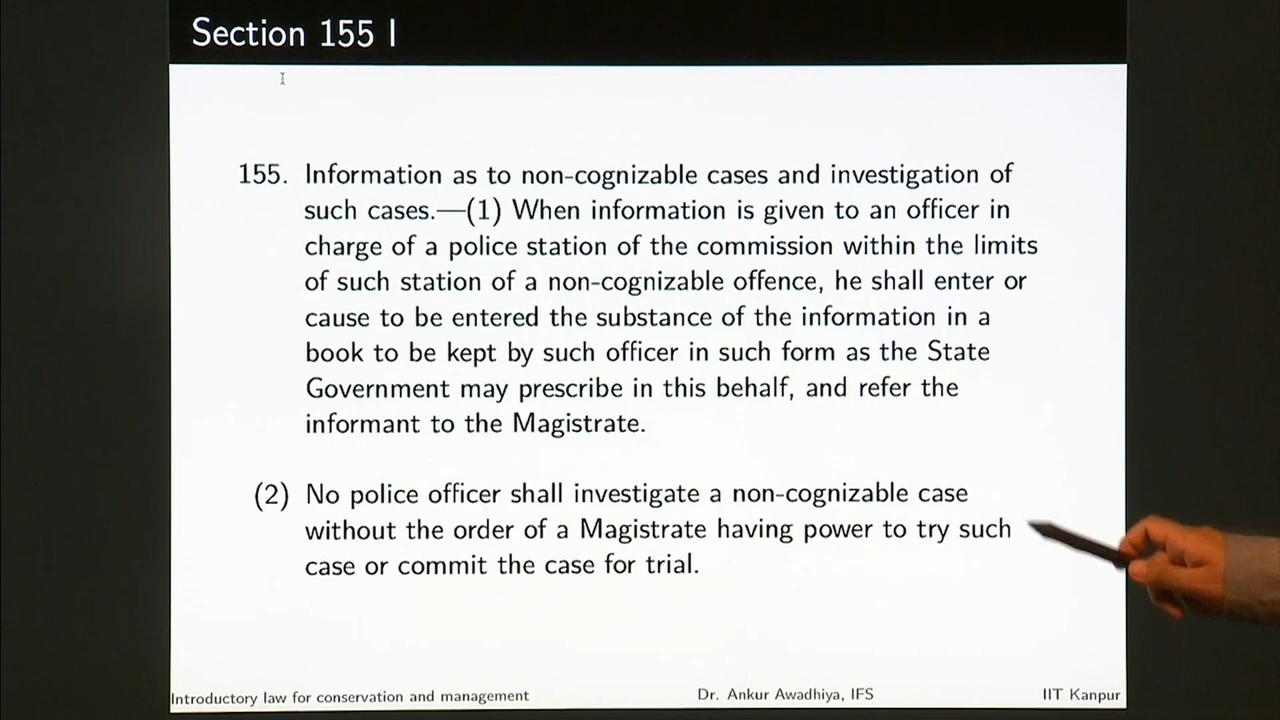 Section 155 I
155. Information as to non-cognizable cases and investigation of
such cases.—(1) When information is given to an officer in
charge of a police station of the commission within the limits
of such station of a non-cognizable offence, he shall enter or
cause to be entered the substance of the information in a
book to be kept by such officer in such form as the State
Government may prescribe in this behalf, and refer the
informant to the Magistrate.
(2) No police officer shall investigate a non-cognizable case
without the order of a Magistrate having power to try such
case or commit the case for trial.
Introductory law for conservation and management Dr. Ankur Awadhiya, IFS IIT Kanpur